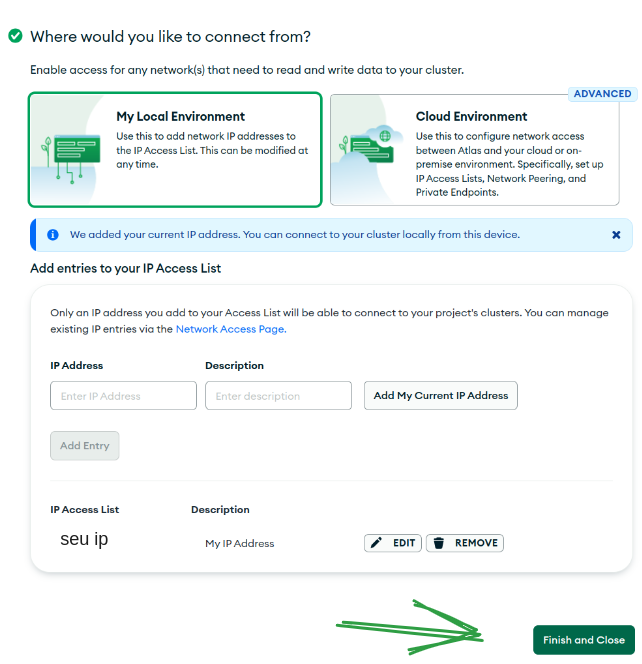 Where would you like to connect from?
Enable access for any network(s) that need to read and write data to your cluster.
ADVANCED
My Local Environment
Use this to add network IP addresses to
the IP Access List. This can be modified at
any time.
Cloud Environment
Use this to configure network access
between Atlas and your cloud or on-
premise environment. Specifically, set up
IP Access Lists, Network Peering, and
Private Endpoints.
We added your current IP address. You can connect to your cluster locally from this device.
Add entries to your IP Access List
Only an IP address you add to your Access List will be able to connect to your project's clusters. You can manage
existing IP entries via the Network Access Page.
IP Address Description
Enter IP Address Enter description Add My Current IP Address
Add Entry
IP Access List Description
seu ip My IP Address EDIT REMOVE
Finish and Close